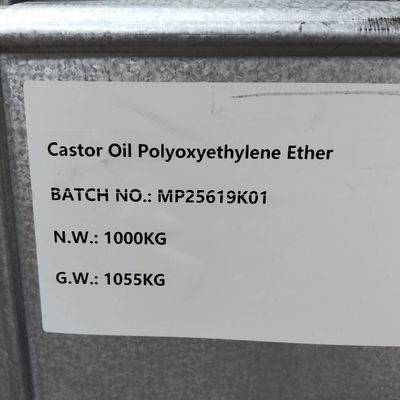 Castor Oil Polyoxyethylene Ether
BATCH NO.: MP25619K01
N.W.: 1000KG
G.W.: 1055KG